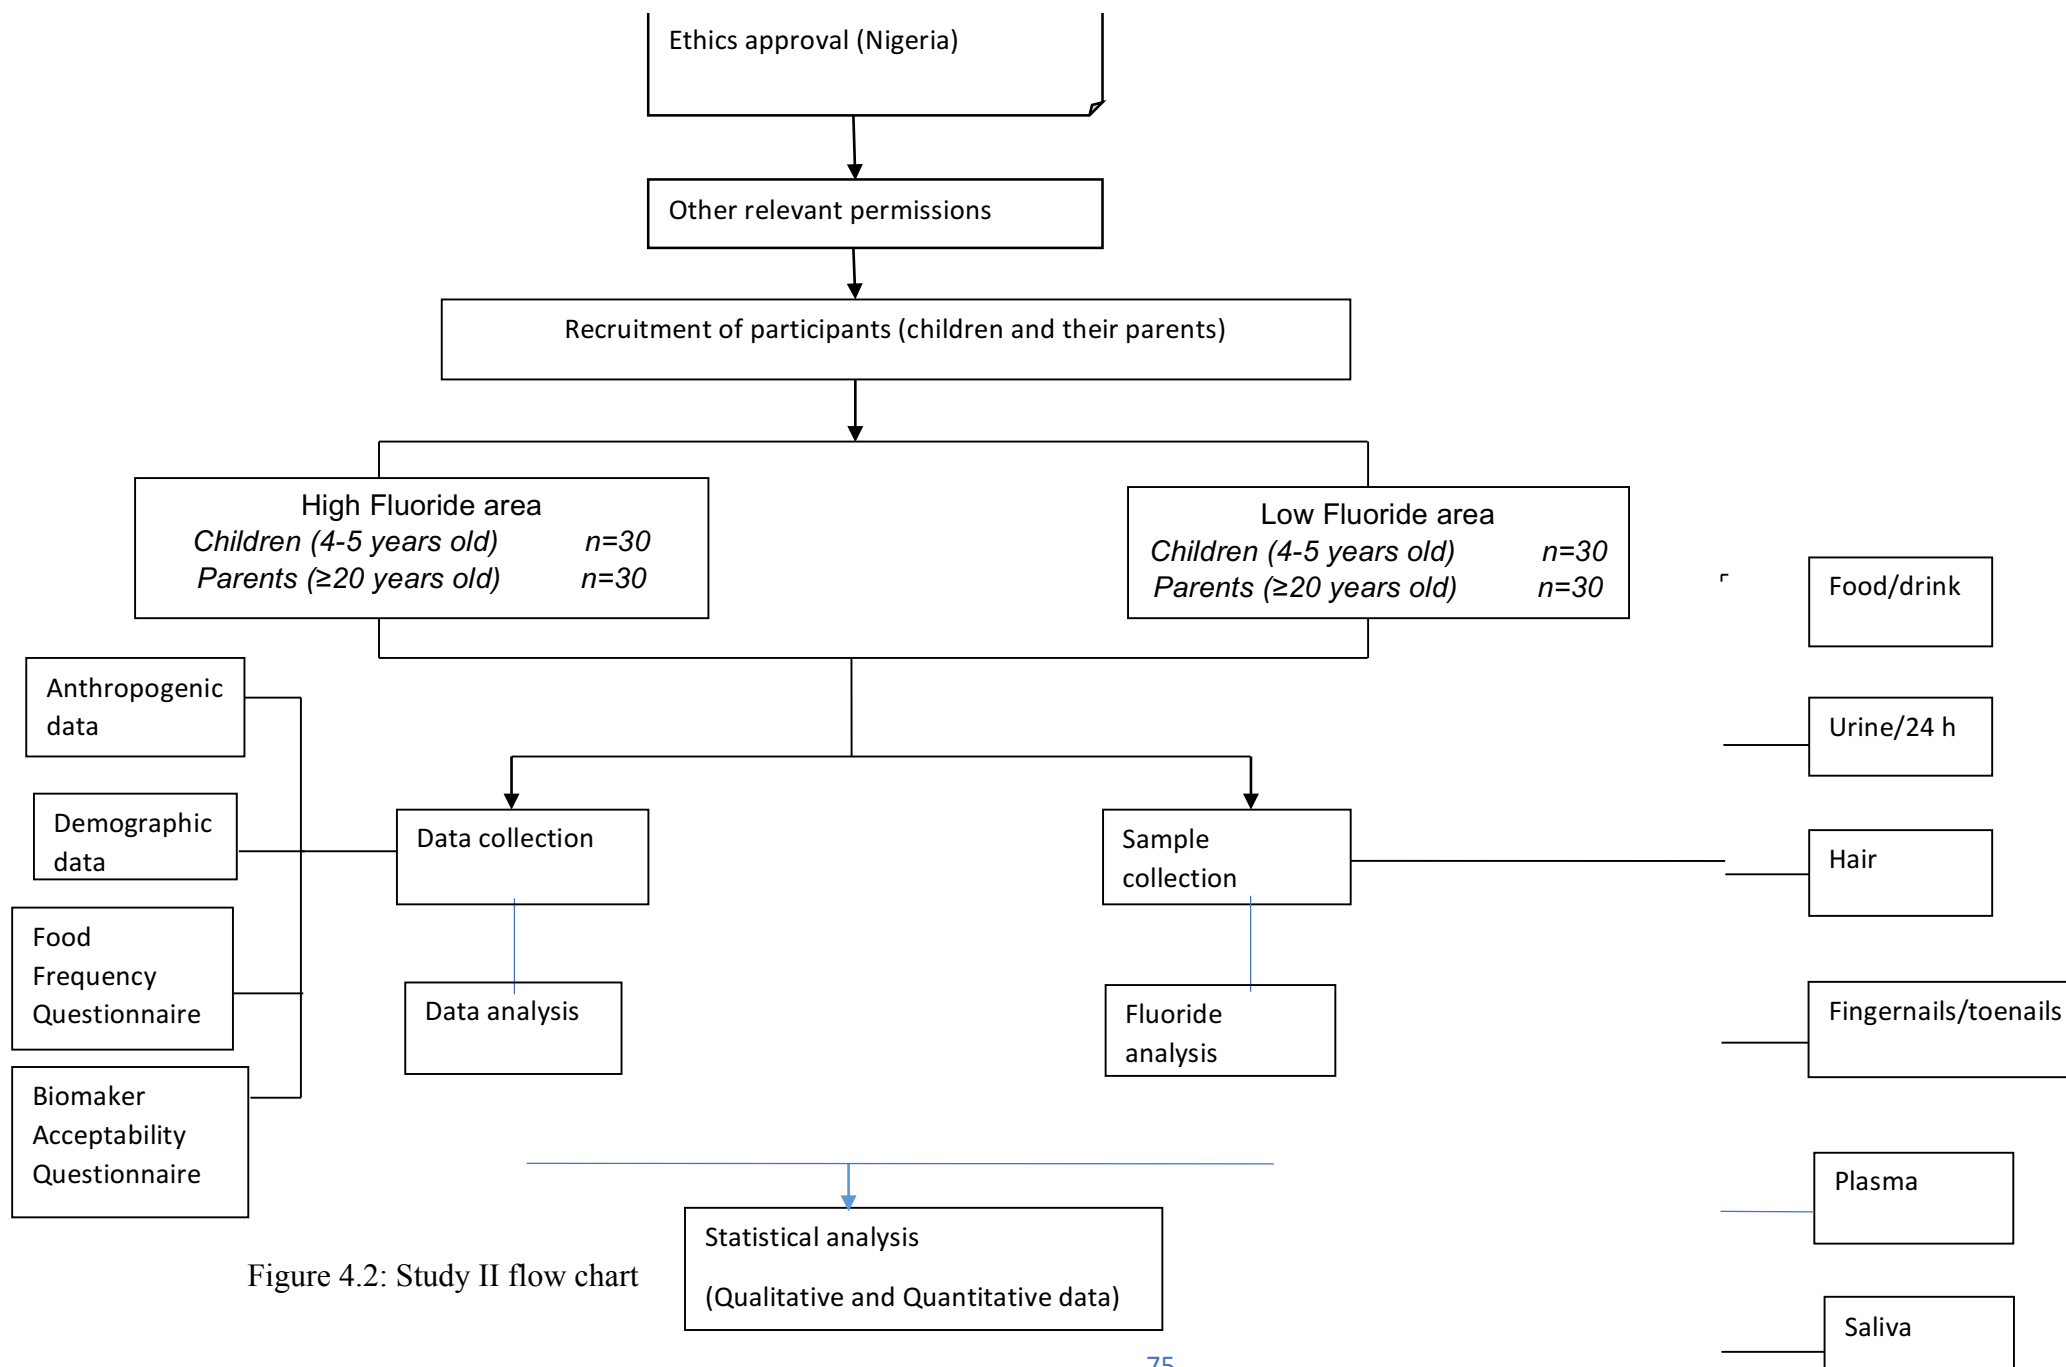 Ethics approval (Nigeria)
Other relevant permissions
Recruitment of participants (children and their parents)
High Fluoride area
Children (4-5 years old) n=30
Parents (≥20 years old) n=30
Low Fluoride area
Children (4-5 years old) n=30
Parents (≥20 years old) n=30
Anthropogenic
data
Demographic
data
Food
Frequency
Questionnaire
Biomaker
Acceptability
Questionnaire
Data collection
Data analysis
Sample
collection
Fluoride
analysis
Food/drink
Urine/24 h
Hair
Fingernails/toenails
Plasma
Saliva
Statistical analysis
(Qualitative and Quantitative data)
Figure 4.2: Study II flow chart
75